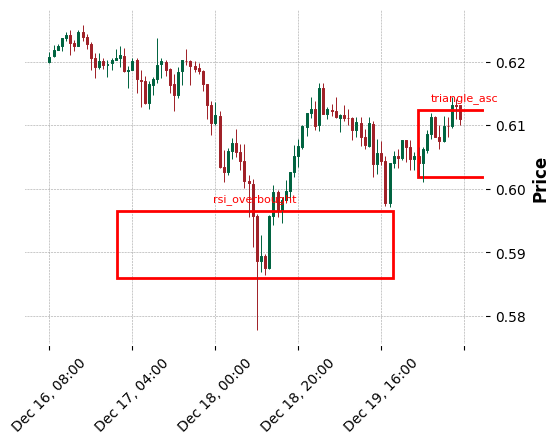 0.62
triangle_asc
0.61
0.60
rsi_overbought
0.59
0.58
Price
Dec 16, 08:00
Dec 17, 04:00
Dec 18, 00:00
Dec 18, 20:00
Dec 19, 16:00